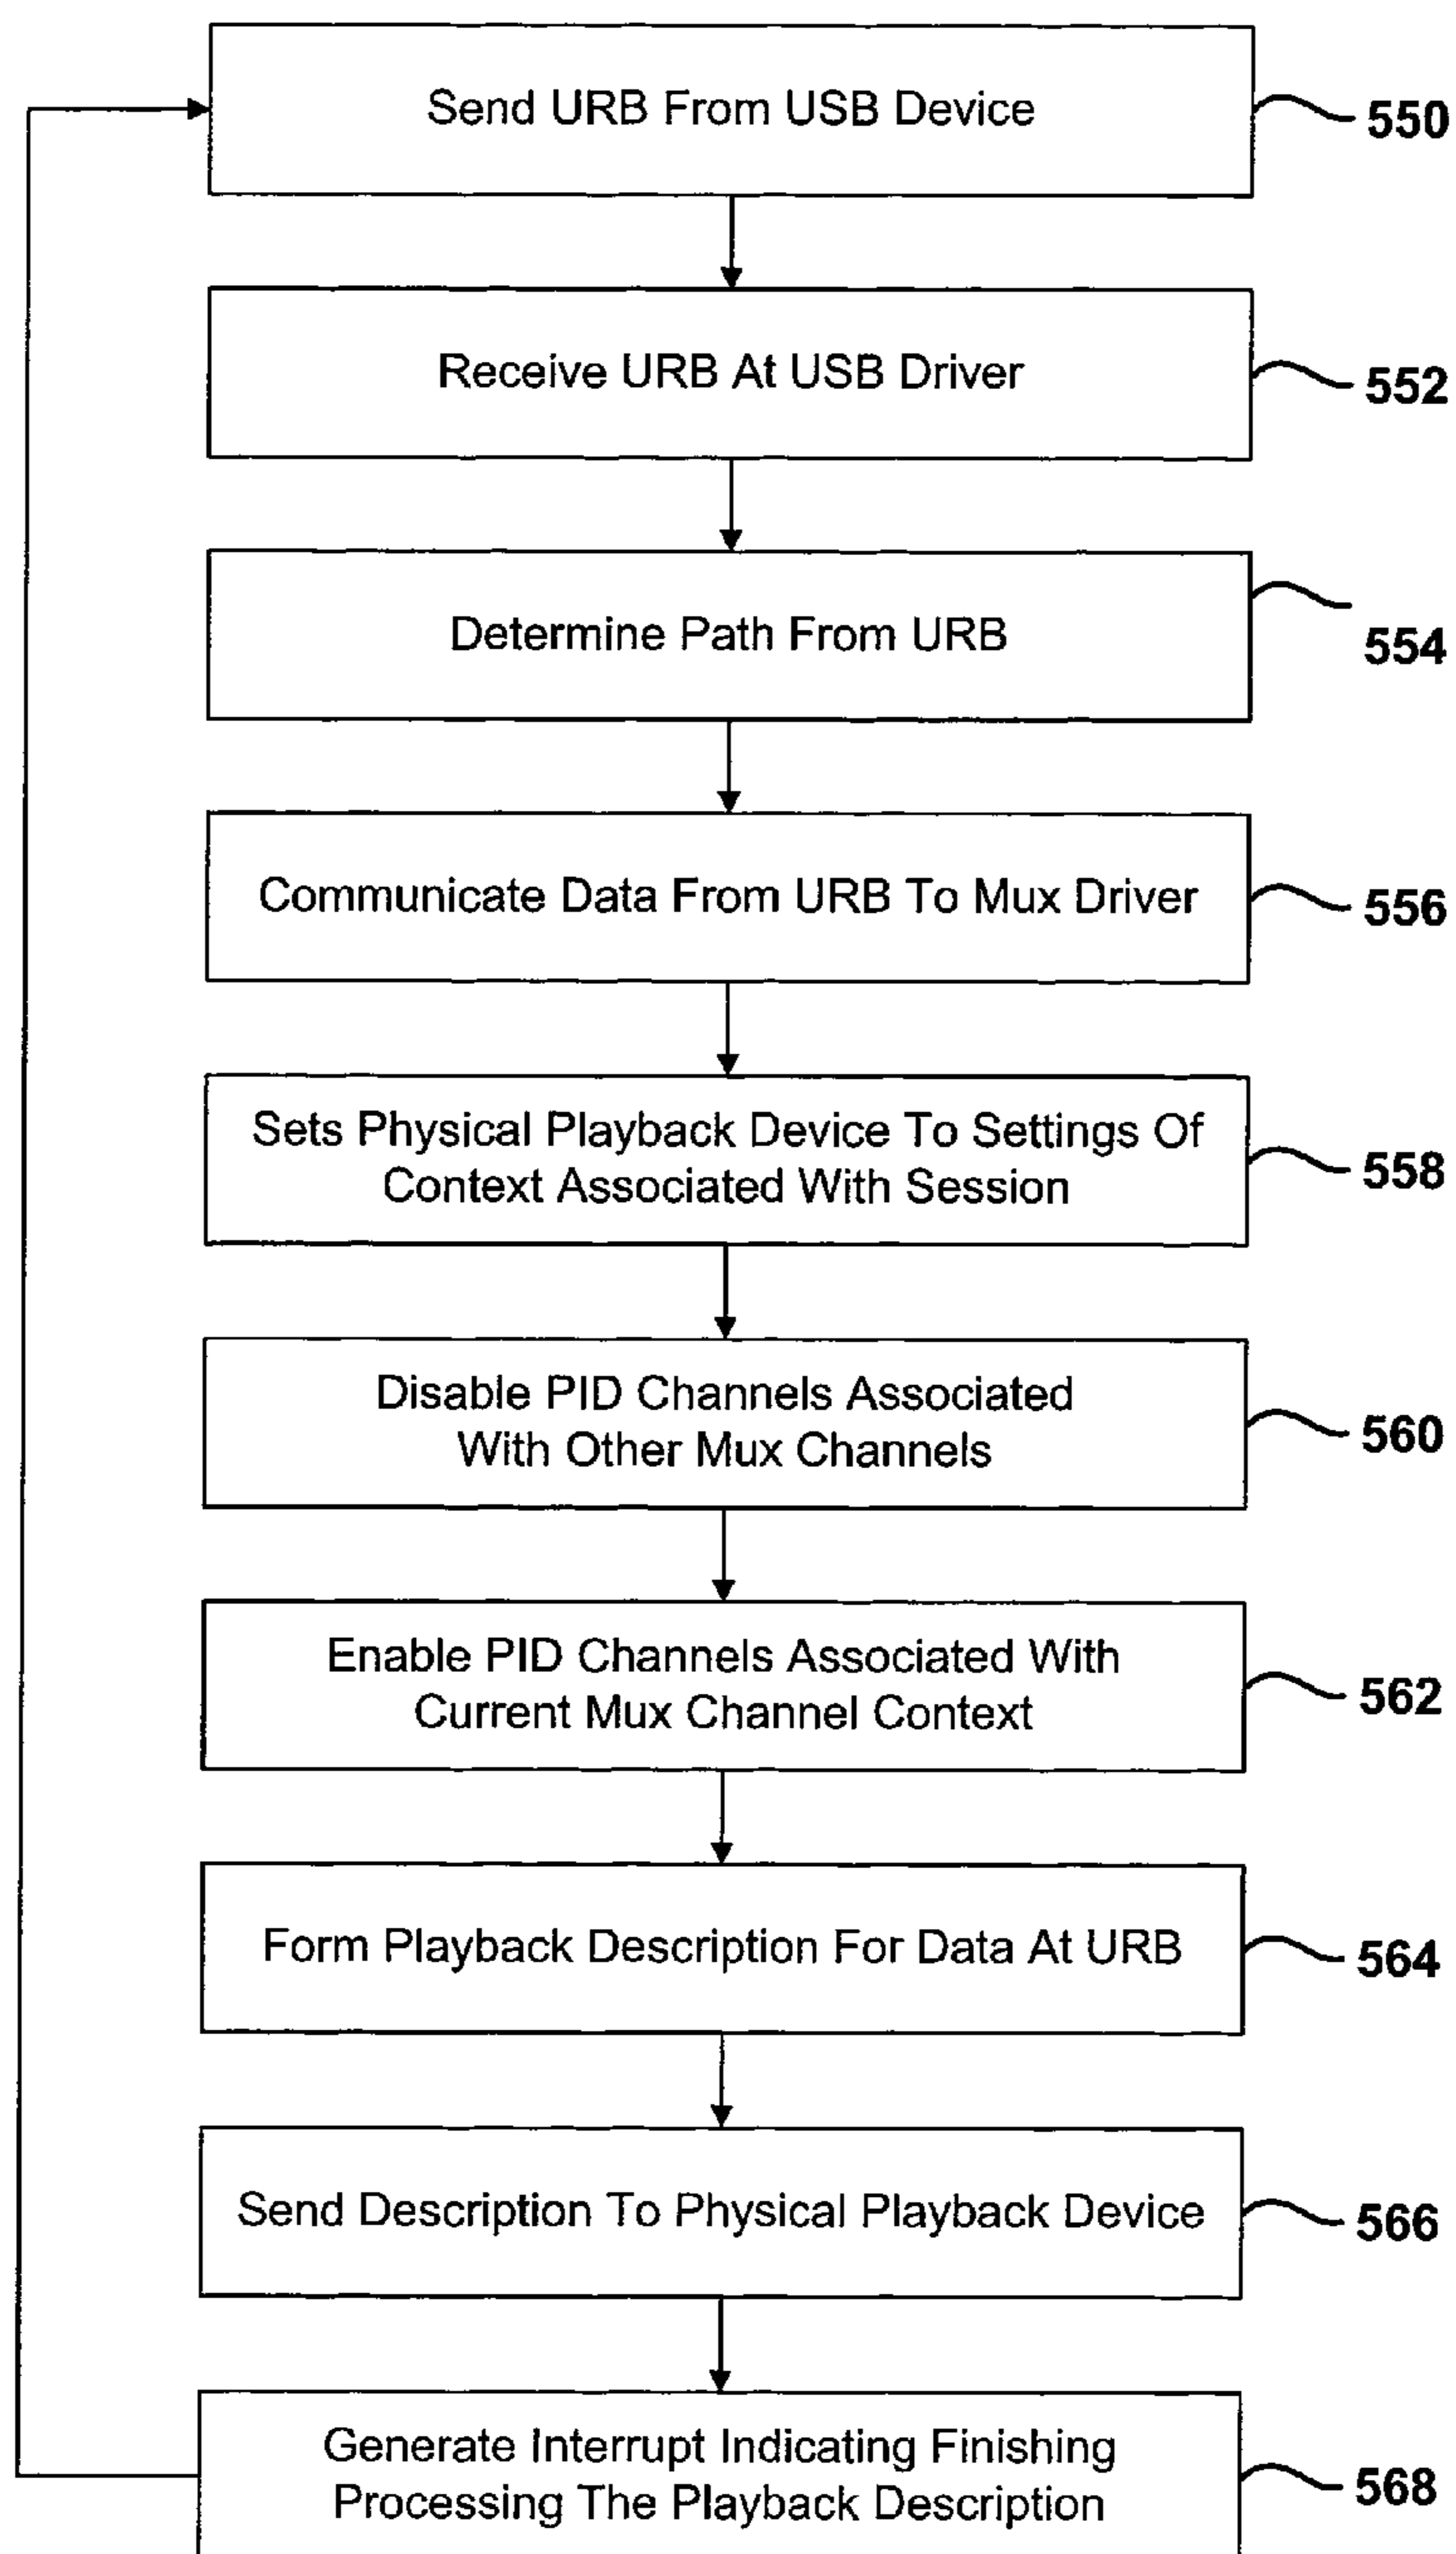 Send URB From USB Device
550
Receive URB At USB Driver
552
Determine Path From URB
554
Communicate Data From URB To Mux Driver
556
Sets Physical Playback Device To Settings Of
Context Associated With Session
558
Disable PID Channels Associated
With Other Mux Channels
560
Enable PID Channels Associated With
Current Mux Channel Context
562
Form Playback Description For Data At URB
564
Send Description To Physical Playback Device
566
Generate Interrupt Indicating Finishing
Processing The Playback Description
568